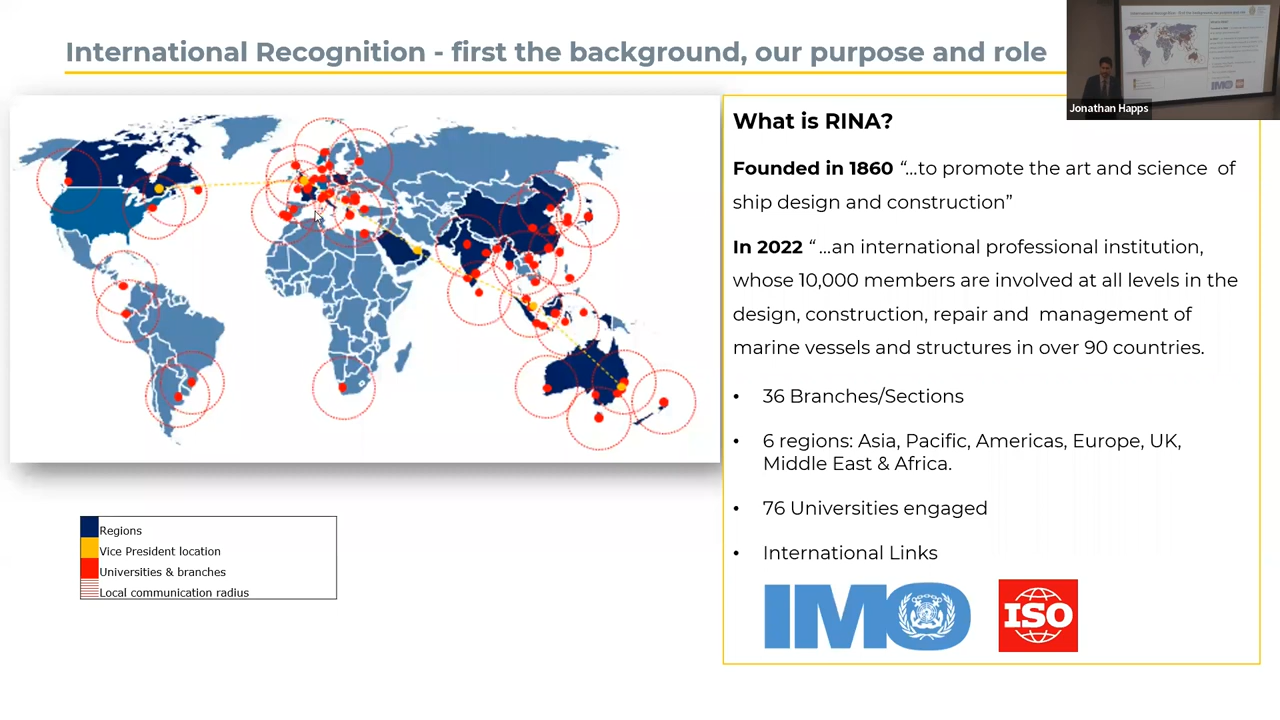 International Recognition - first the background, our purpose and role
Jonathan Happs
What is RINA?
Founded in 1860 “…to promote the art and science of
ship design and construction”
In 2022 “ …an international professional institution,
whose 10,000 members are involved at all levels in the
design, construction, repair and management of
marine vessels and structures in over 90 countries.
• 36 Branches/Sections
• 6 regions: Asia, Pacific, Americas, Europe, UK,
Middle East & Africa.
• 76 Universities engaged
• International Links
IMO
ISO
Regions
Vice President location
Universities & branches
Local communication radius